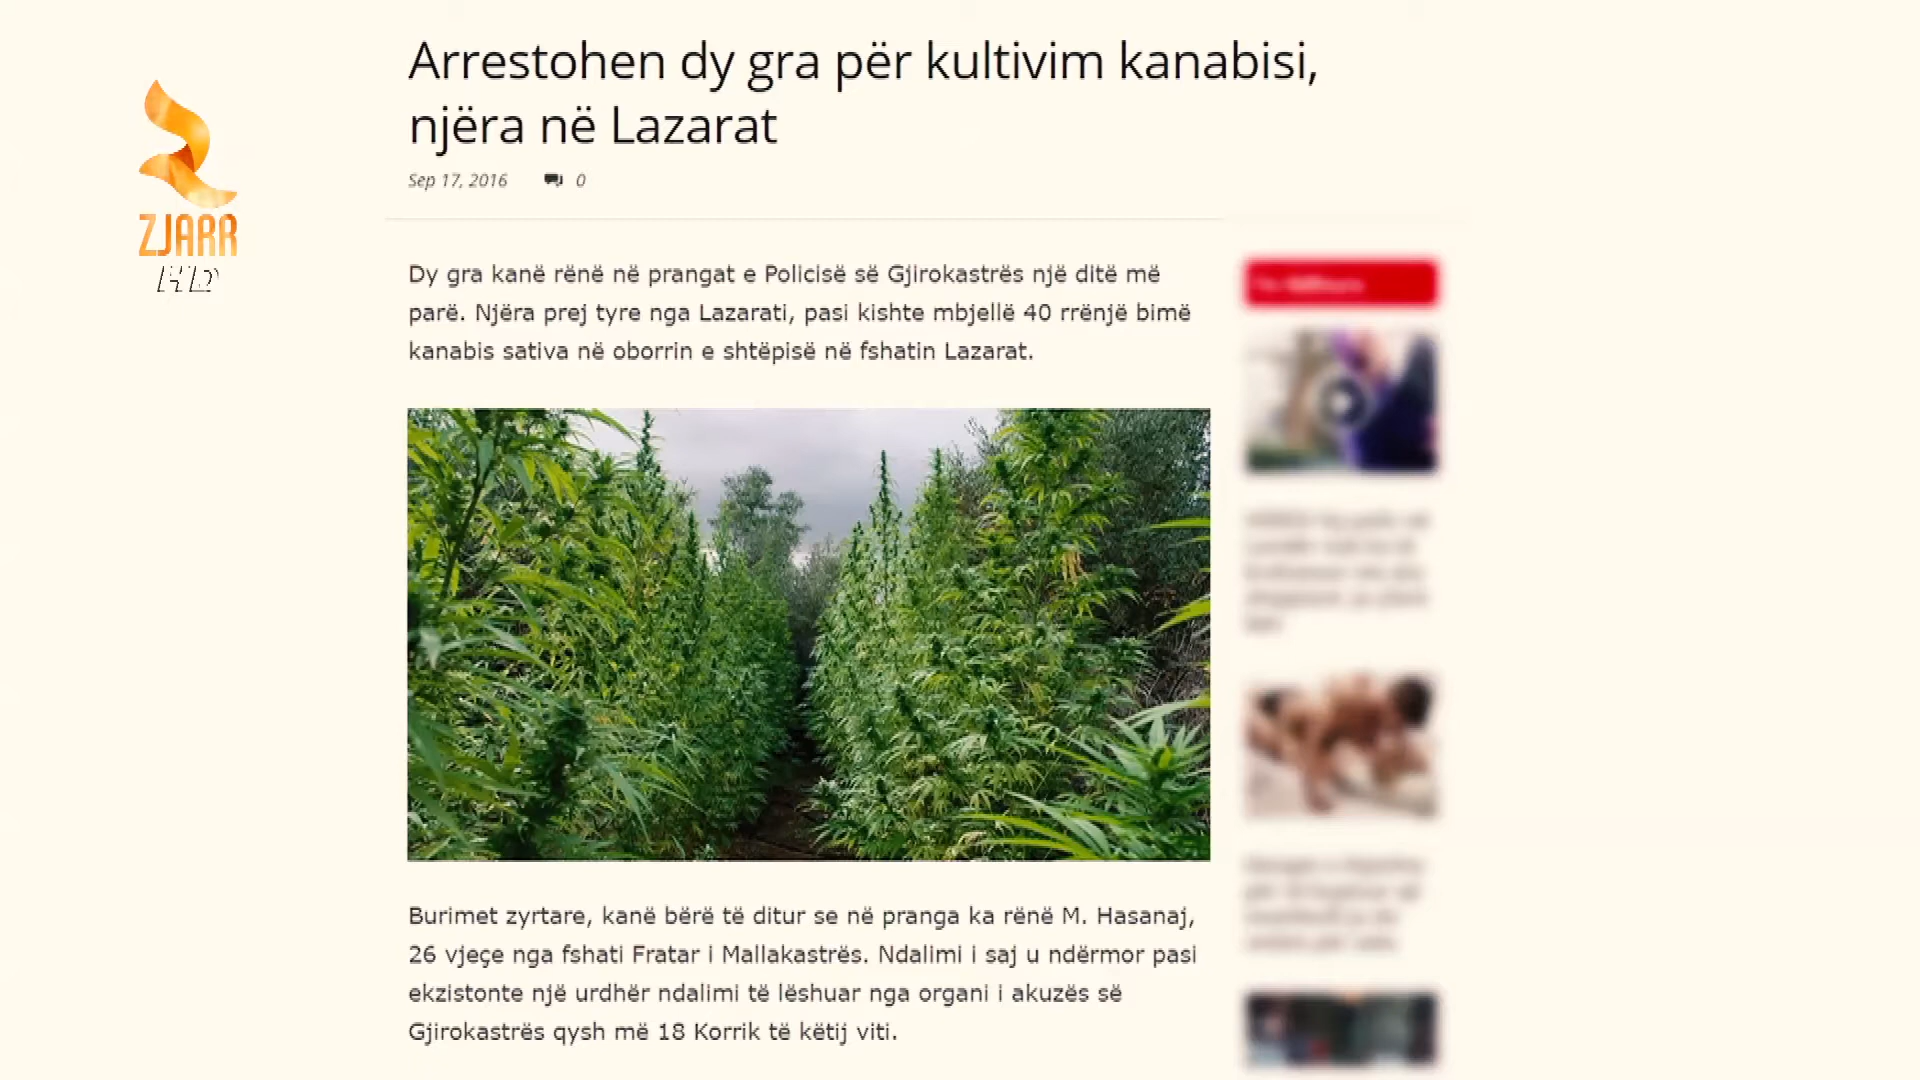 Arrestohen dy gra për kultivim kanabisi,
njëra në Lazarat
Sep 17, 2016 0
ZJARR
HD
Dy gra kanë rënë në prangat e Policisë së Gjirokastrës një ditë më
parë. Njëra prej tyre nga Lazarati, pasi kishte mbjellë 40 rrënjë bimë
kanabis sativa në oborrin e shtëpisë në fshatin Lazarat.
Burimet zyrtare, kanë bërë të ditur se në pranga ka rënë M. Hasanaj,
26 vjeçe nga fshati Fratar i Mallakastrës. Ndalimi i saj u ndërmor pasi
ekzistonte një urdhër ndalimi të lëshuar nga organi i akuzës së
Gjirokastrës qysh më 18 Korrik të këtij viti.